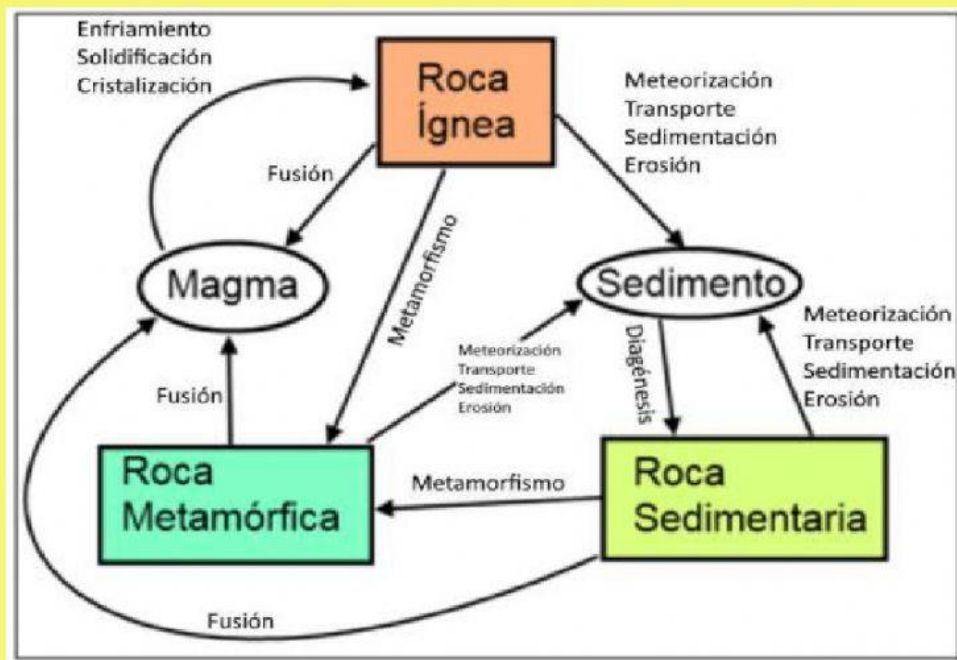 Enfriamiento
Solidificación
Cristalización
Roca
Ígnea
Meteorización
Transporte
Sedimentación
Erosión
Fusión
Metamorfismo
Magma
Sedimento
Meteorización
Transporte
Sedimentación
Erosión
Diagénesis
Meteorización
Transporte
Sedimentación
Erosión
Fusión
Roca
Metamórfica
Metamorfismo
Roca
Sedimentaria
Fusión